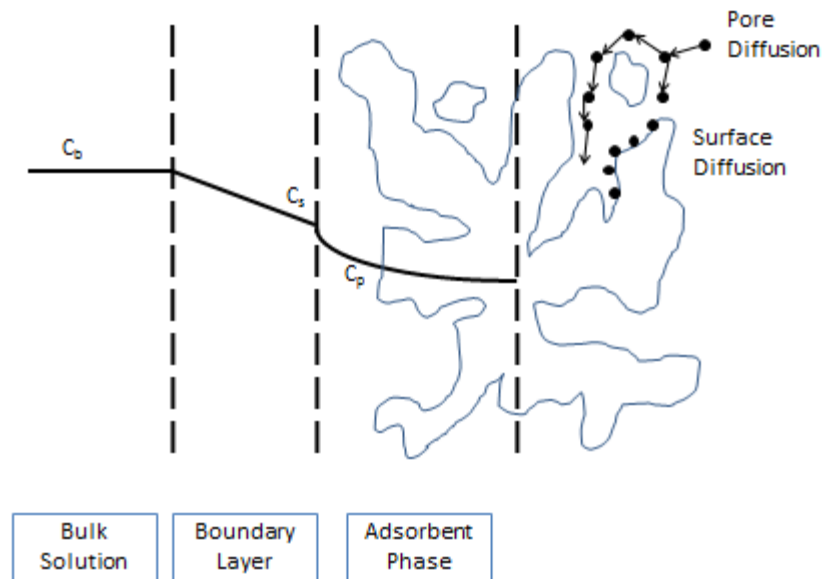 Pore
Diffusion
Surface
Diffusion
C_b
C_s
C_p
Bulk
Solution
Boundary
Layer
Adsorbent
Phase